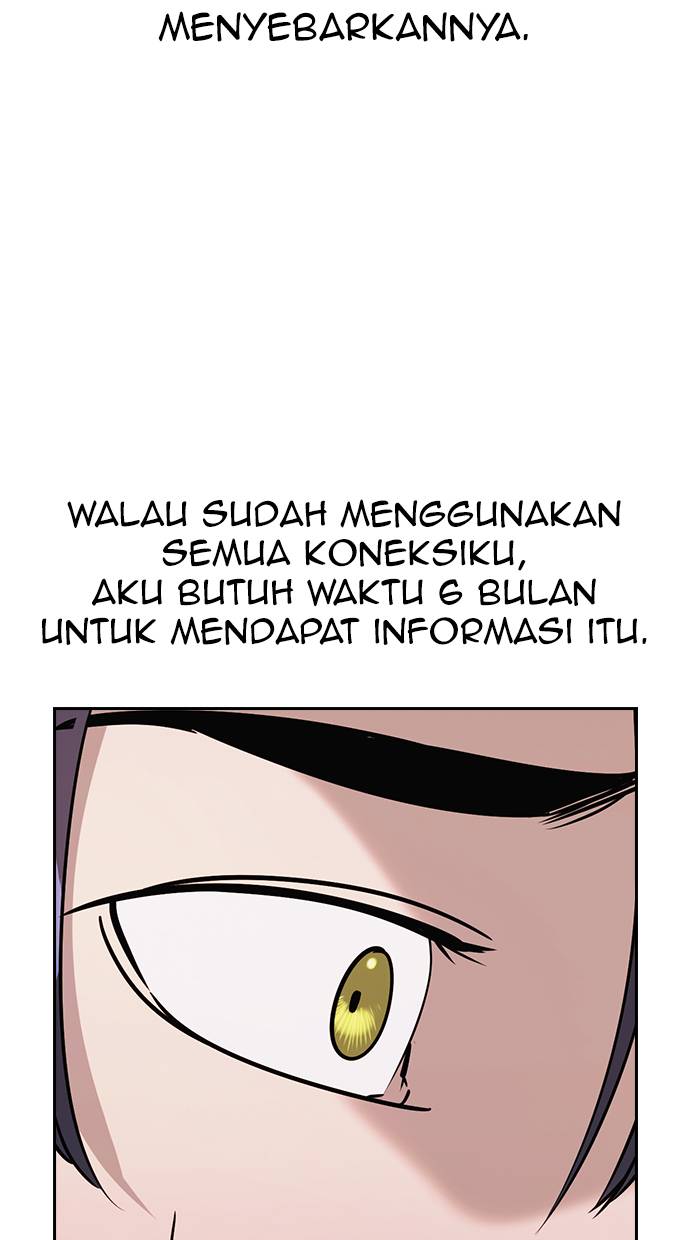 MENYEBARKANNYA.
WALAU SUDAH MENGGUNAKAN
SEMUA KONEKSIKU,
AKU BUTUH WAKTU 6 BULAN
UNTUK MENDAPAT INFORMASI ITU.